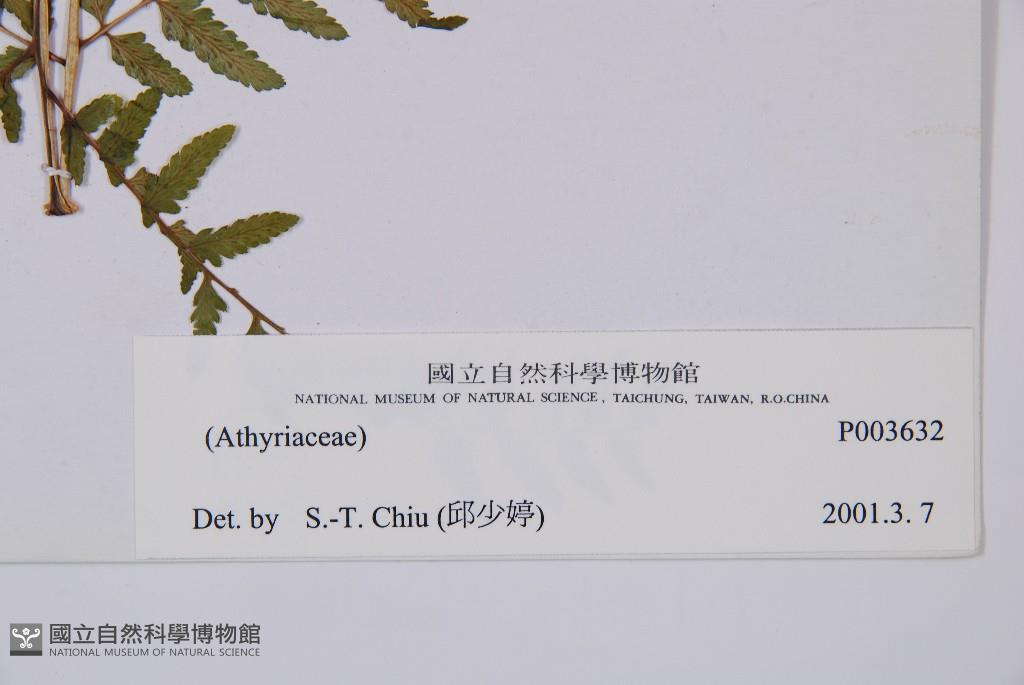 國立自然科學博物館
NATIONAL MUSEUM OF NATURAL SCIENCE, TAICHUNG, TAIWAN, R.O.CHINA
(Athyriaceae) P003632
Det. by S.-T. Chiu (邱少婷) 2001.3. 7
國立自然科學博物館
NATIONAL MUSEUM OF NATURAL SCIENCE